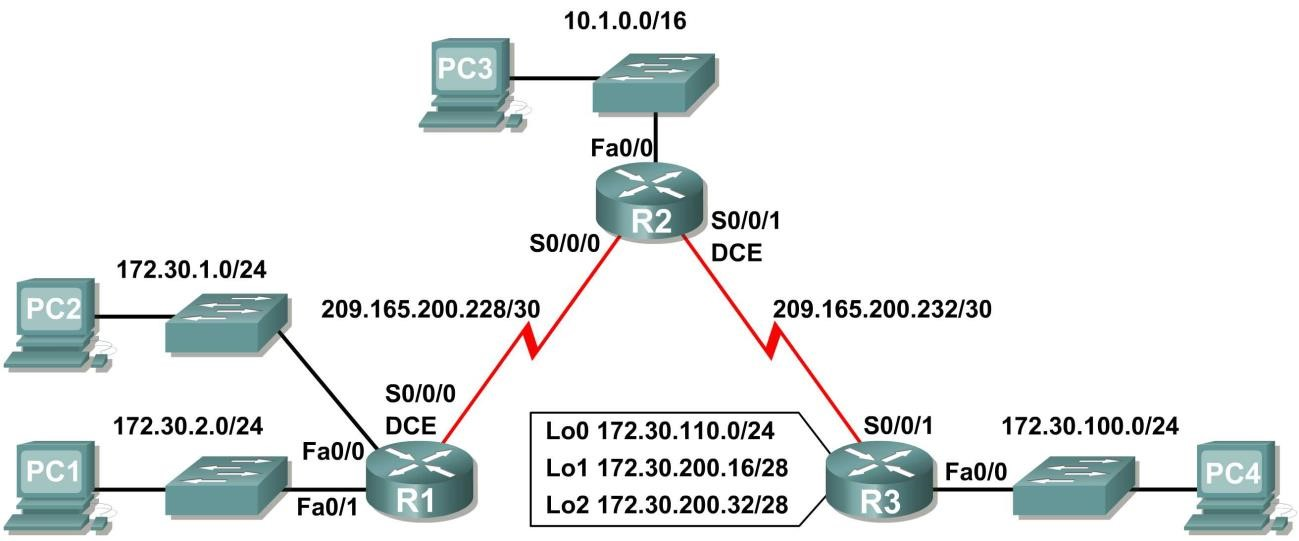 10.1.0.0/16
PC3
Fa0/0
R2
S0/0/1
DCE
S0/0/0
172.30.1.0/24
PC2
209.165.200.228/30
209.165.200.232/30
S0/0/0
DCE
172.30.2.0/24
Fa0/0
PC1
R1
Fa0/1
Lo0 172.30.110.0/24
Lo1 172.30.200.16/28
Lo2 172.30.200.32/28
S0/0/1
172.30.100.0/24
Fa0/0
R3
PC4